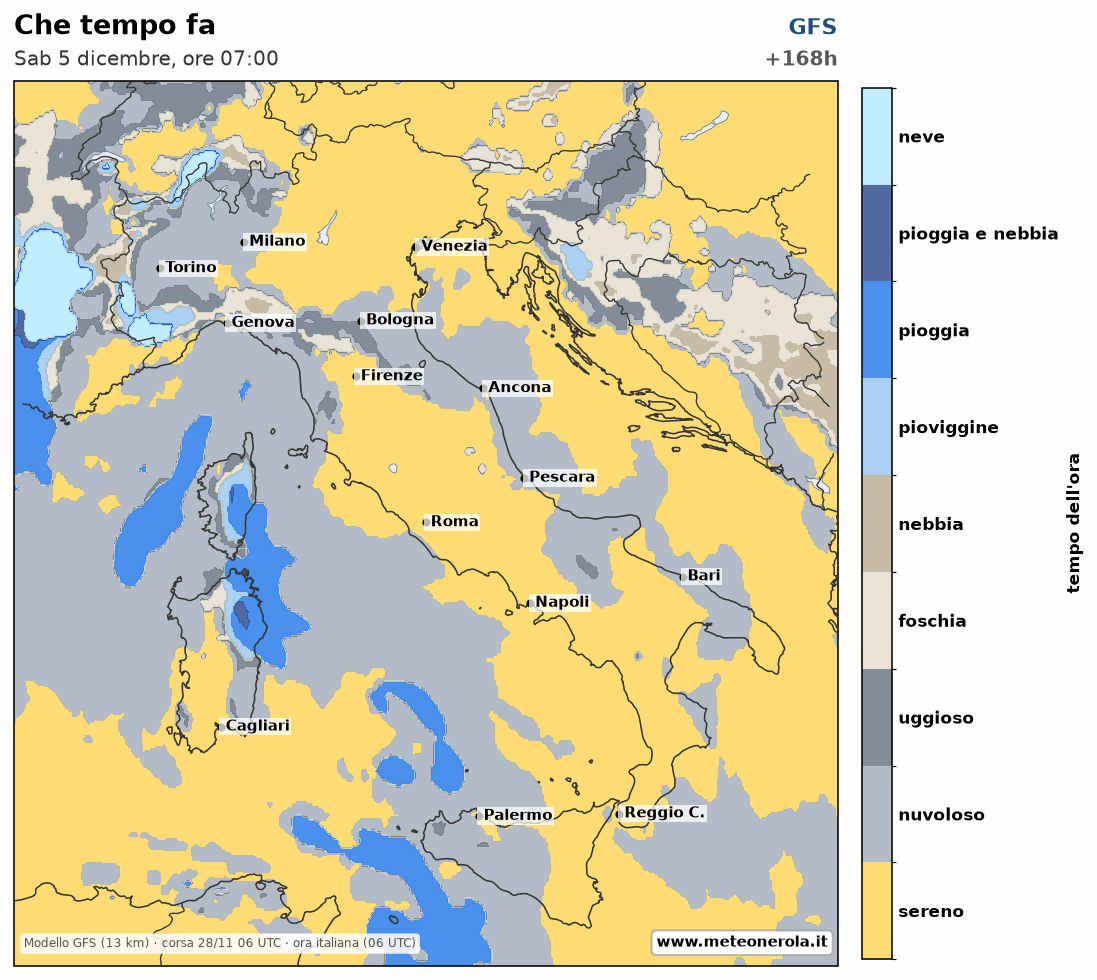 Che tempo fa
GFS
Sab 5 dicembre, ore 07:00
+168h
neve
pioggia e nebbia
pioggia
pioviggine
nebbia
foschia
uggioso
nuvoloso
sereno
tempo dell'ora
Milano
Venezia
Torino
Genova
Bologna
Firenze
Ancona
Pescara
Roma
Bari
Napoli
Cagliari
Palermo
Reggio C.
Modello GFS (13 km) · corsa 28/11 06 UTC · ora italiana (06 UTC)
www.meteonerola.it